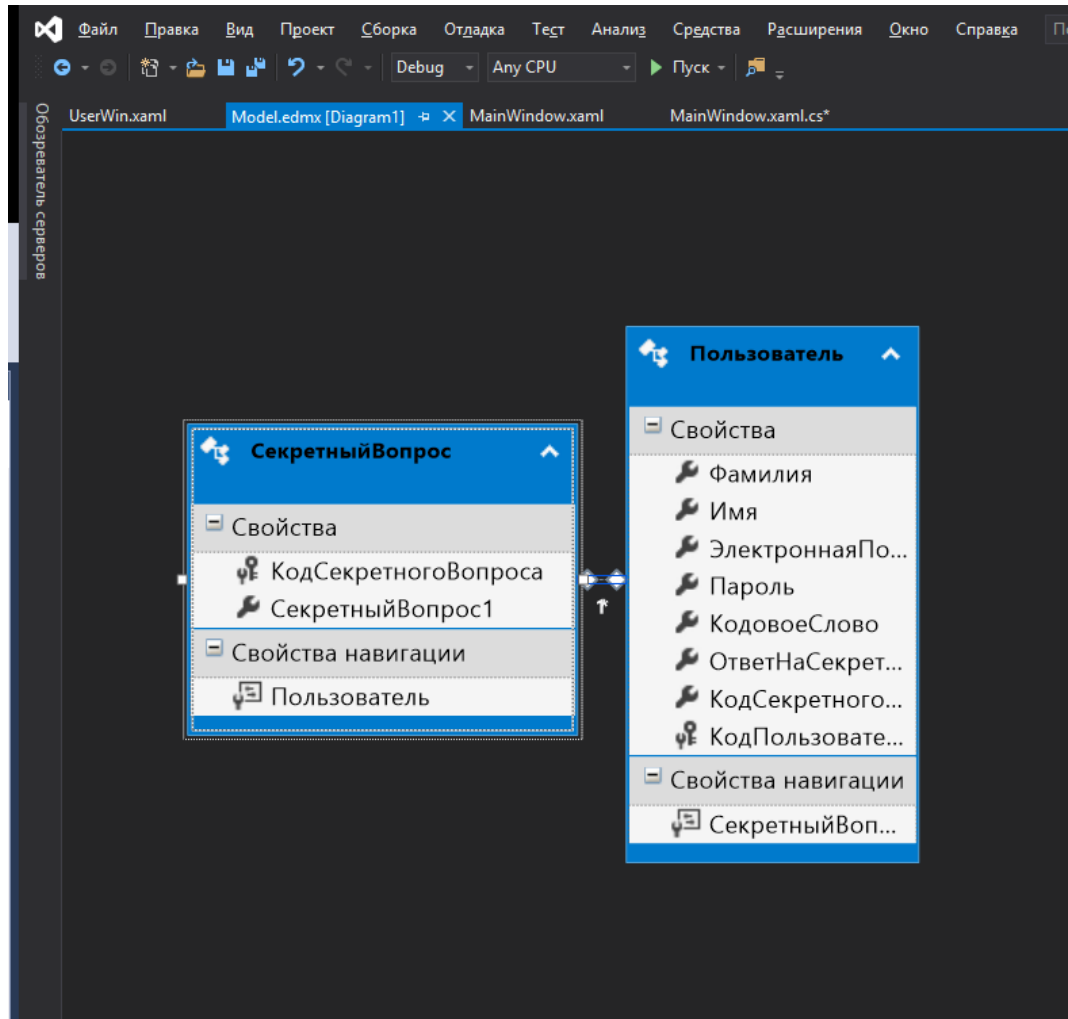 Файл Правка Вид Проект Сборка Отладка Тест Анализ Средства Расширения Окно Справка
Debug Any CPU Пуск
Обозреватель серверов
UserWin.xaml Model.edmx [Diagram1] MainWindow.xaml MainWindow.xaml.cs*
Пользователь
Свойства
Фамилия
Имя
ЭлектроннаяПо...
Пароль
КодовоеСлово
ОтветНаСекрет...
КодСекретного...
КодПользовате...
Свойства навигации
СекретныйВоп...
СекретныйВопрос
Свойства
КодСекретногоВопроса
СекретныйВопрос1
Свойства навигации
Пользователь